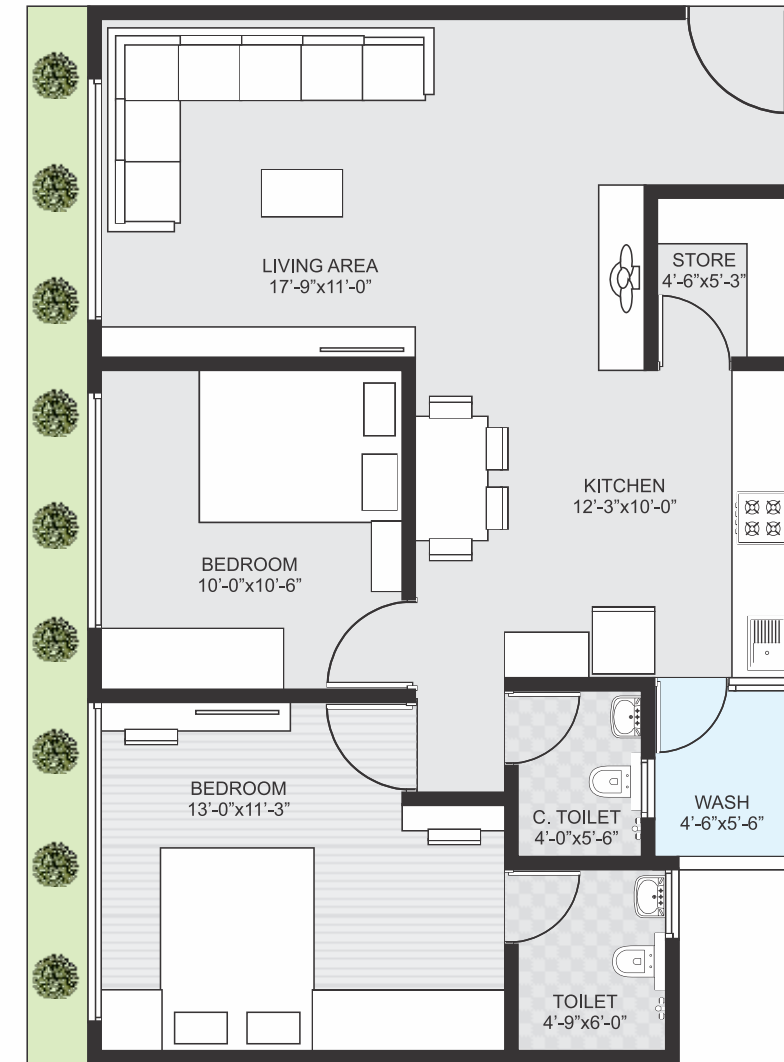 LIVING AREA
17’-9”x11’-0”
STORE
4’-6”x5’-3”
KITCHEN
12’-3”x10’-0”
BEDROOM
10’-0”x10’-6”
BEDROOM
13’-0”x11’-3”
C. TOILET
4’-0”x5’-6”
WASH
4’-6”x5’-6”
TOILET
4’-9”x6’-0”